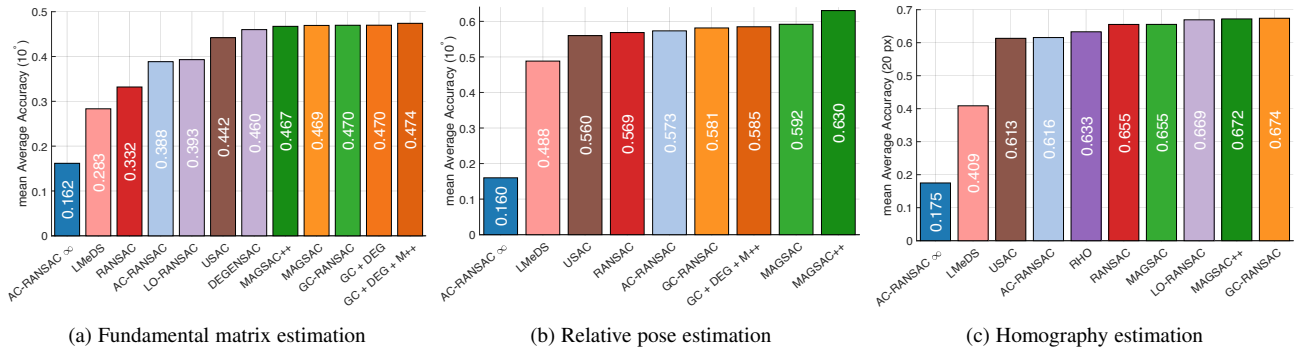 mean Average Accuracy (10°)
0.5
0.4
0.3
0.2
0.1
0
0.162
0.283
0.332
0.388
0.393
0.442
0.460
0.467
0.469
0.470
0.470
0.474
AC-RANSAC ∞
LMeDS
RANSAC
AC-RANSAC
LO-RANSAC
USAC
DEGENSAC
MAGSAC++
MAGSAC
GC-RANSAC
GC + DEG
GC + DEG + M++
(a) Fundamental matrix estimation
mean Average Accuracy (10°)
0.6
0.5
0.4
0.3
0.2
0.1
0
0.160
0.488
0.560
0.569
0.573
0.581
0.585
0.592
0.630
AC-RANSAC ∞
LMeDS
USAC
RANSAC
AC-RANSAC
GC-RANSAC
GC + DEG + M++
MAGSAC
MAGSAC++
(b) Relative pose estimation
mean Average Accuracy (20 px)
0.7
0.6
0.5
0.4
0.3
0.2
0.1
0
0.175
0.409
0.613
0.616
0.633
0.655
0.655
0.669
0.672
0.674
AC-RANSAC ∞
LMeDS
USAC
AC-RANSAC
RHO
RANSAC
MAGSAC
LO-RANSAC
MAGSAC++
GC-RANSAC
(c) Homography estimation